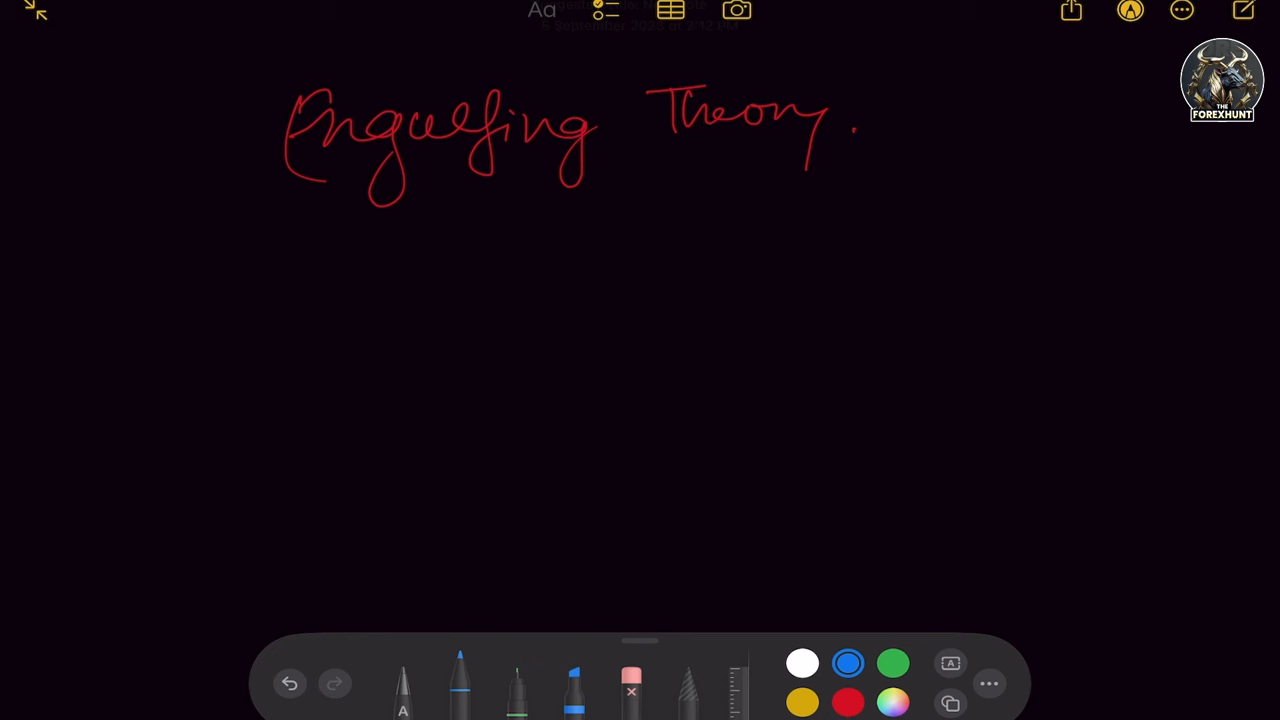 Aa
Engulfing Theory.
THE
FOREXHUNT
A
A